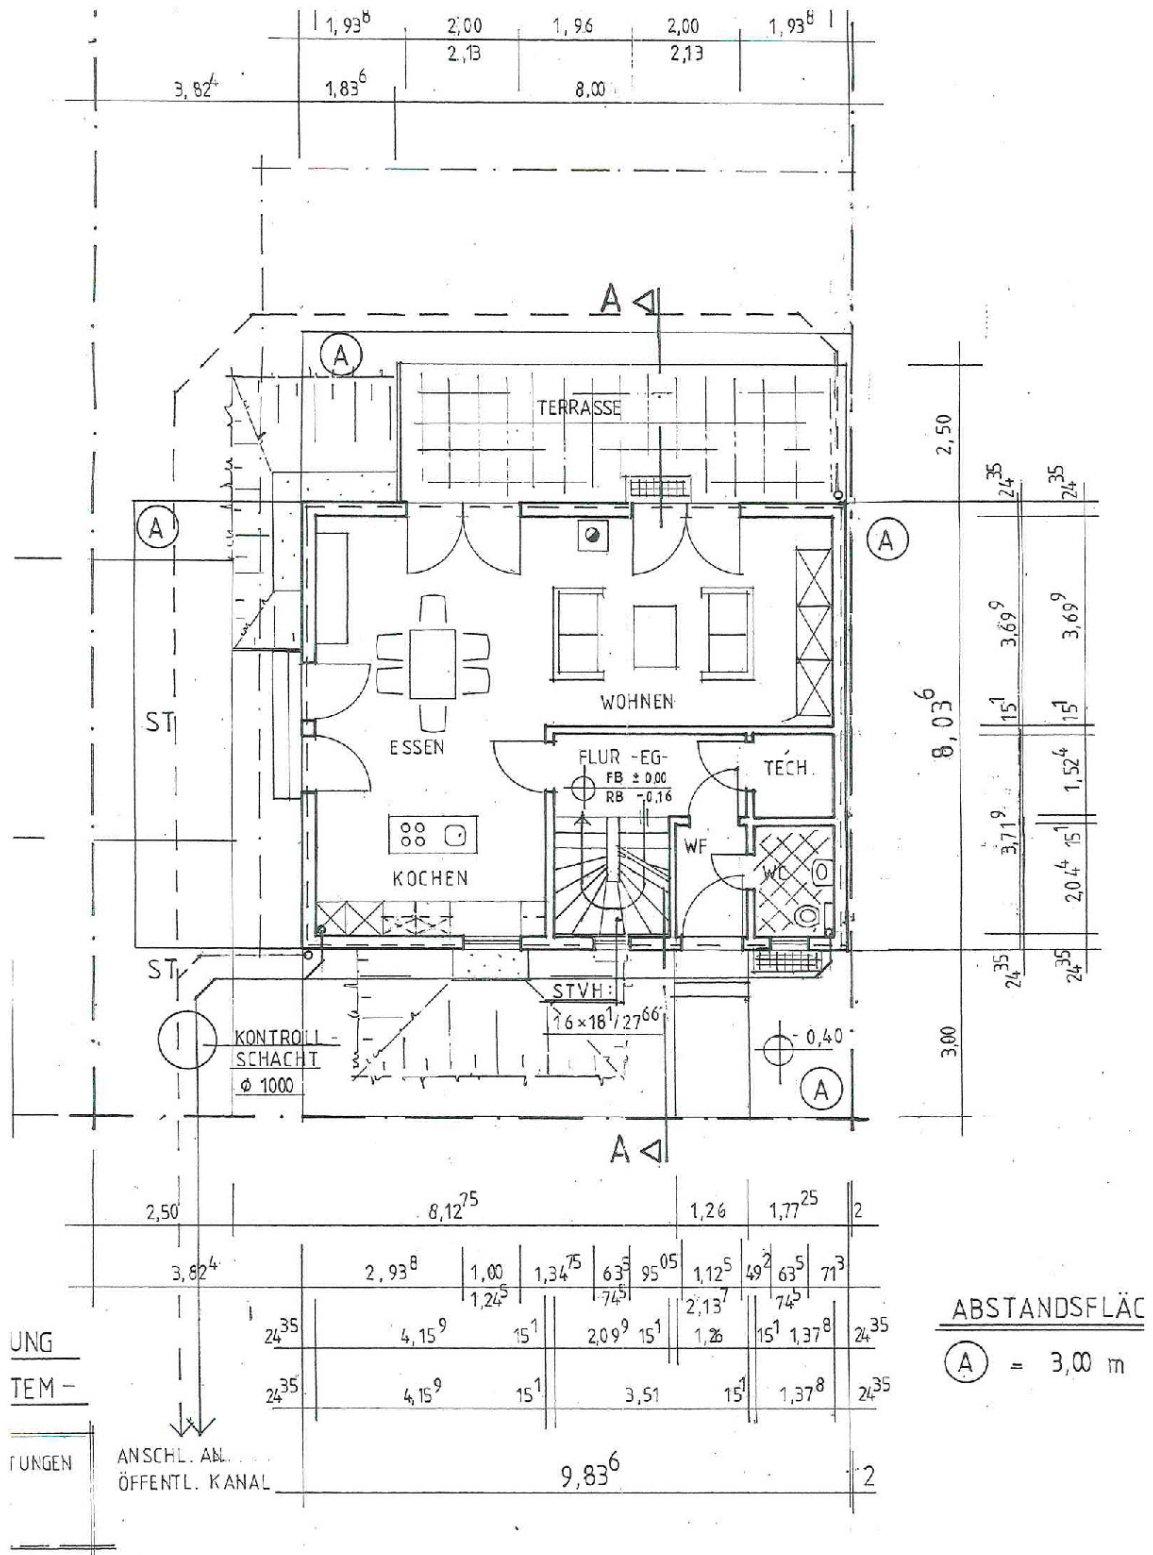 1,93⁸ 2,00 1,96 2,00 1,93⁸
2,13 2,13
3,82⁴ 1,83⁶ 8,00
A
A
TERRASSE
2,50
24³⁵ 24³⁵
A
A
3,69⁹ 3,69⁹
WOHNEN
ST
ESSEN
15¹ 15¹
8,03⁶
FLUR -EG-
FB ± 0,00
RB -0,16
TECH.
1,52⁴
3,71⁹
15¹
WF
WC
KOCHEN
2,04⁴
ST
24³⁵ 24³⁵
STVH:
16×18¹/27⁶⁶
KONTROLL-
SCHACHT
Ø 1000
-0,40
3,00
A
A
2,50 8,12⁷⁵ 1,26 1,77²⁵ 2
3,82⁴ 2,93⁸ 1,00 1,34⁷⁵ 63⁵ 95⁰⁵ 1,12⁵ 49² 63⁵ 71³
1,24⁵ 74⁵ 2,13⁷ 74⁵
24³⁵ 4,15⁹ 15¹ 2,09⁹ 15¹ 1,26 15¹ 1,37⁸ 24³⁵
24³⁵ 4,15⁹ 15¹ 3,51 15¹ 1,37⁸ 24³⁵
9,83⁶ 2
ABSTANDSFLÄC
A = 3,00 m
UNG
TEM-
TUNGEN
ANSCHL. AN
ÖFFENTL. KANAL